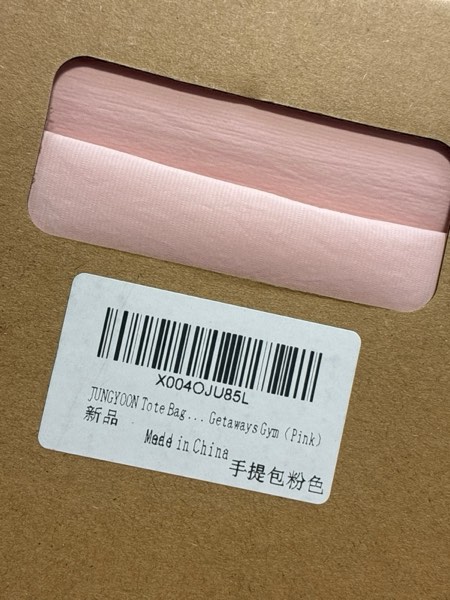 X004OJU85L
JUNGYOON Tote Bag... Getaways Gym (Pink)
新品
Made in China
手提包粉色